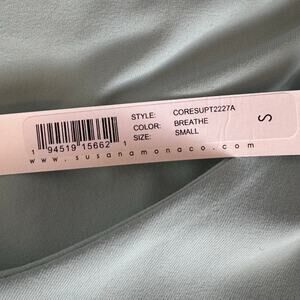 STYLE: CORESUPT2227A
COLOR: BREATHE
SIZE: SMALL
S
1 94519 15662 1
www.susanamonaco.com